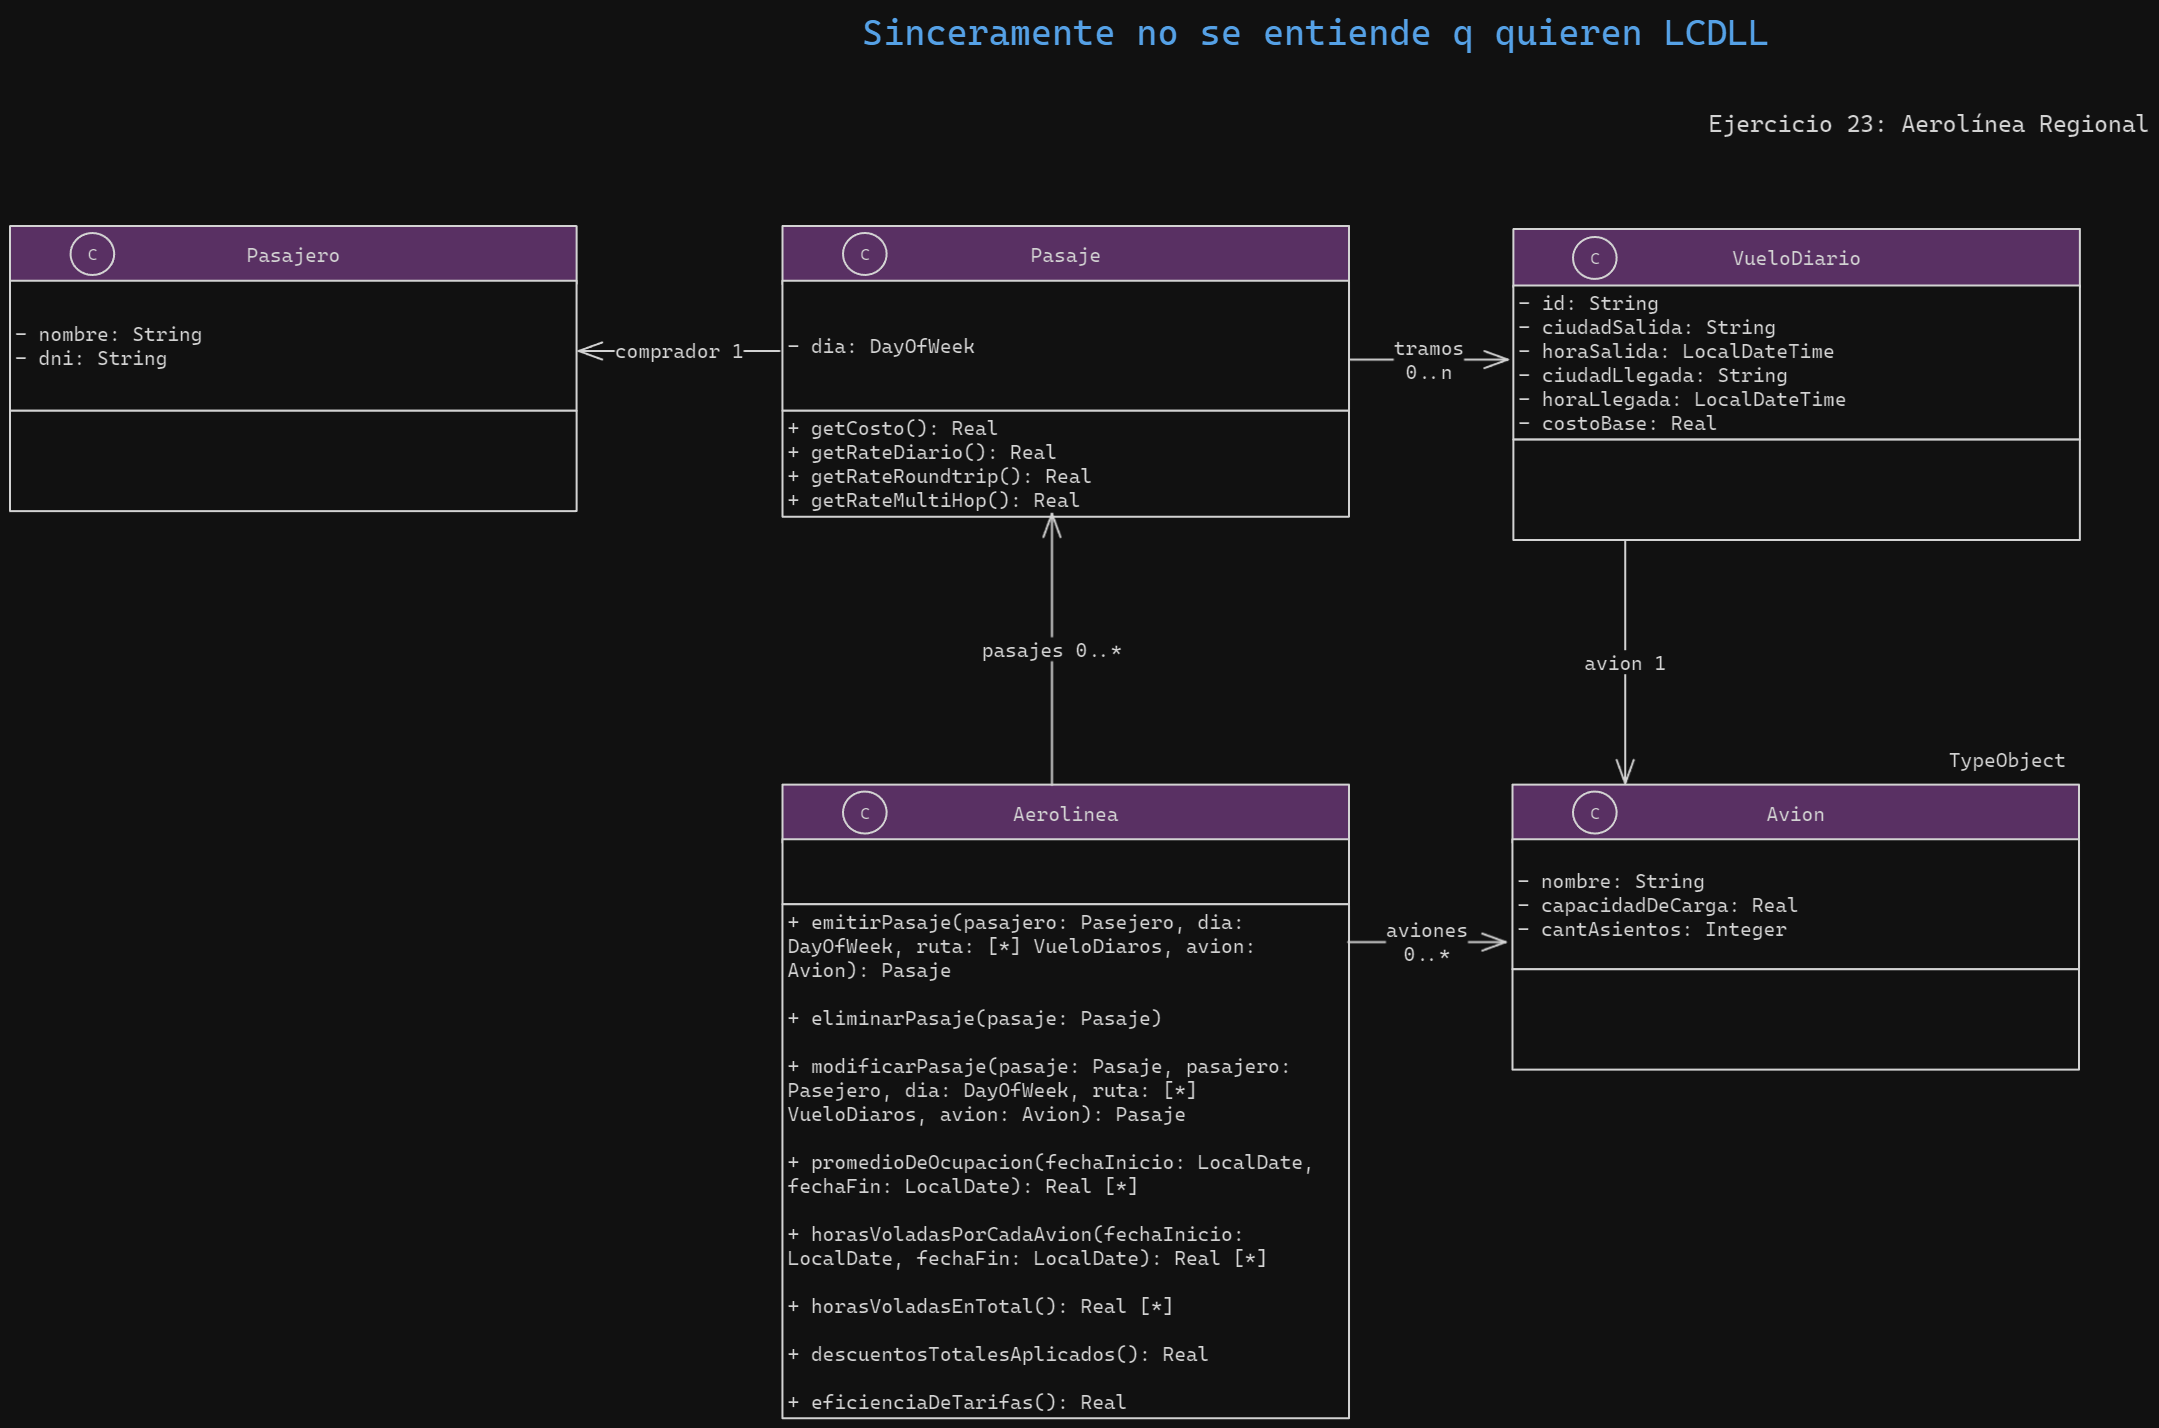 Sinceramente no se entiende q quieren LCDLL
Ejercicio 23: Aerolínea Regional
C
Pasajero
- nombre: String
- dni: String
comprador 1
C
Pasaje
- dia: DayOfWeek
+ getCosto(): Real
+ getRateDiario(): Real
+ getRateRoundtrip(): Real
+ getRateMultiHop(): Real
tramos
0..n
C
VueloDiario
- id: String
- ciudadSalida: String
- horaSalida: LocalDateTime
- ciudadLlegada: String
- horaLlegada: LocalDateTime
- costoBase: Real
pasajes 0..*
avion 1
TypeObject
C
Aerolinea
+ emitirPasaje(pasajero: Pasejero, dia:
DayOfWeek, ruta: [*] VueloDiaros, avion:
Avion): Pasaje
+ eliminarPasaje(pasaje: Pasaje)
+ modificarPasaje(pasaje: Pasaje, pasajero:
Pasejero, dia: DayOfWeek, ruta: [*]
VueloDiaros, avion: Avion): Pasaje
+ promedioDeOcupacion(fechaInicio: LocalDate,
fechaFin: LocalDate): Real [*]
+ horasVoladasPorCadaAvion(fechaInicio:
LocalDate, fechaFin: LocalDate): Real [*]
+ horasVoladasEnTotal(): Real [*]
+ descuentosTotalesAplicados(): Real
+ eficienciaDeTarifas(): Real
aviones
0..*
C
Avion
- nombre: String
- capacidadDeCarga: Real
- cantAsientos: Integer